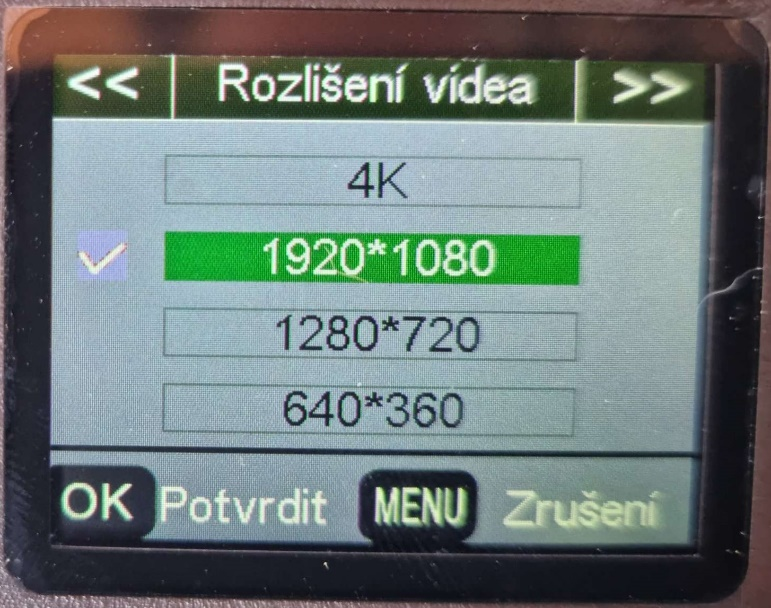 << Rozlišení videa >>
4K
1920*1080
1280*720
640*360
OK Potvrdit MENU Zrušení